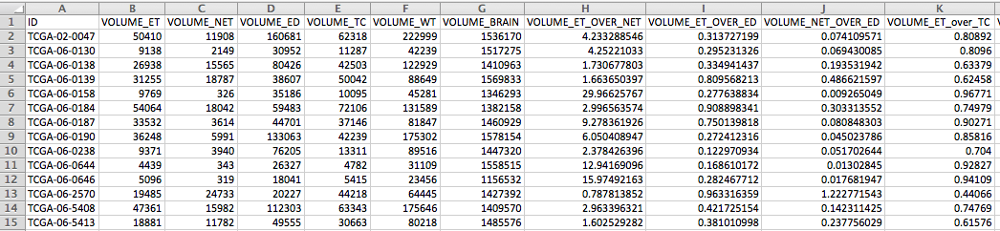 A B C D E F G H I J K
1 ID VOLUME_ET VOLUME_NET VOLUME_ED VOLUME_TC VOLUME_WT VOLUME_BRAIN VOLUME_ET_OVER_NET VOLUME_ET_OVER_ED VOLUME_NET_OVER_ED VOLUME_ET_over_TC
2 TCGA-02-0047 50410 11908 160681 62318 222999 1536170 4.233288546 0.313727199 0.074109571 0.80892
3 TCGA-06-0130 9138 2149 30952 11287 42239 1517275 4.25221033 0.295231326 0.069430085 0.8096
4 TCGA-06-0138 26938 15565 80426 42503 122929 1410963 1.730677803 0.334941437 0.193531942 0.63379
5 TCGA-06-0139 31255 18787 38607 50042 88649 1569833 1.663650397 0.809568213 0.486621597 0.62458
6 TCGA-06-0158 9769 326 35186 10095 45281 1346293 29.96625767 0.277638834 0.009265049 0.96771
7 TCGA-06-0184 54064 18042 59483 72106 131589 1382158 2.996563574 0.908898341 0.303313552 0.74979
8 TCGA-06-0187 33532 3614 44701 37146 81847 1460929 9.278361926 0.750139818 0.080848303 0.90271
9 TCGA-06-0190 36248 5991 133063 42239 175302 1578154 6.050408947 0.272412316 0.045023786 0.85816
10 TCGA-06-0238 9371 3940 76205 13311 89516 1447320 2.378426396 0.122970934 0.051702644 0.704
11 TCGA-06-0644 4439 343 26327 4782 31109 1558515 12.94169096 0.168610172 0.01302845 0.92827
12 TCGA-06-0646 5096 319 18041 5415 23456 1156532 15.97492163 0.282467712 0.017681947 0.94109
13 TCGA-06-2570 19485 24733 20227 44218 64445 1427392 0.787813852 0.963316359 1.222771543 0.44066
14 TCGA-06-5408 47361 15982 112303 63343 175646 1409570 2.963396321 0.421725154 0.142311425 0.74769
15 TCGA-06-5413 18881 11782 49555 30663 80218 1485576 1.602529282 0.381010998 0.237756029 0.61576